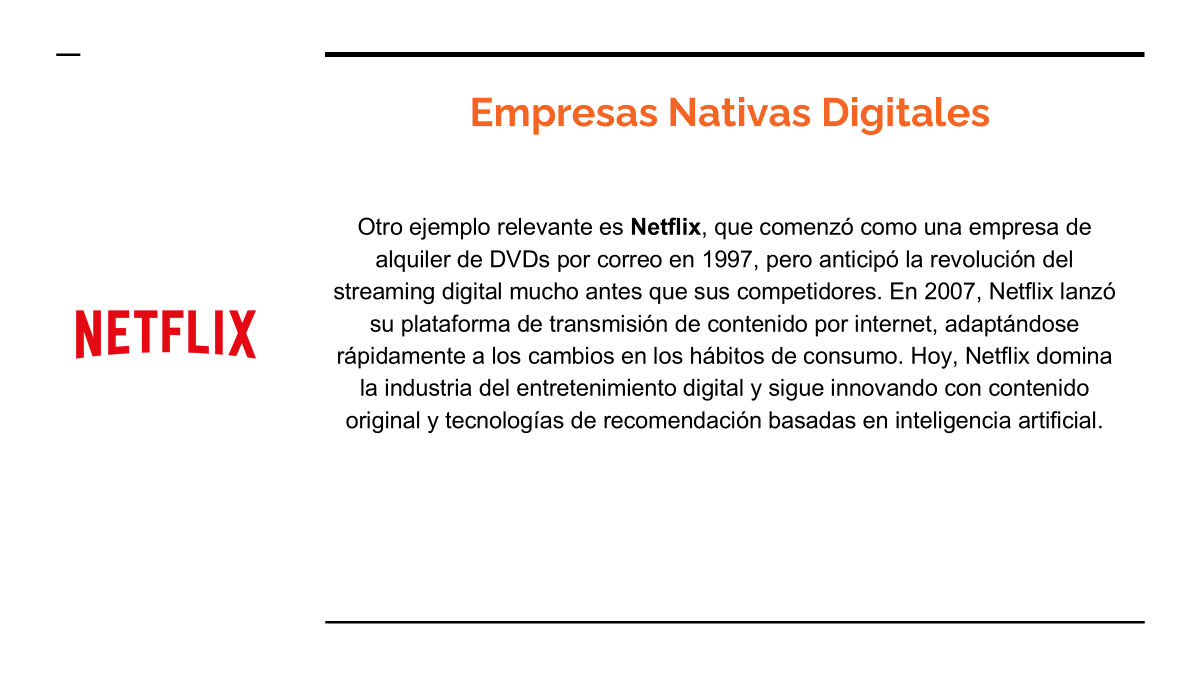 Empresas Nativas Digitales
NETFLIX
Otro ejemplo relevante es Netflix, que comenzó como una empresa de
alquiler de DVDs por correo en 1997, pero anticipó la revolución del
streaming digital mucho antes que sus competidores. En 2007, Netflix lanzó
su plataforma de transmisión de contenido por internet, adaptándose
rápidamente a los cambios en los hábitos de consumo. Hoy, Netflix domina
la industria del entretenimiento digital y sigue innovando con contenido
original y tecnologías de recomendación basadas en inteligencia artificial.